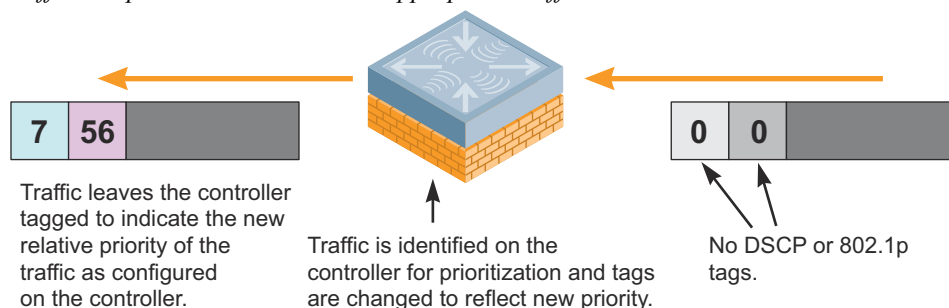 7 56
0 0
Traffic leaves the controller
tagged to indicate the new
relative priority of the
traffic as configured
on the controller.
Traffic is identified on the
controller for prioritization and tags
are changed to reflect new priority.
No DSCP or 802.1p
tags.